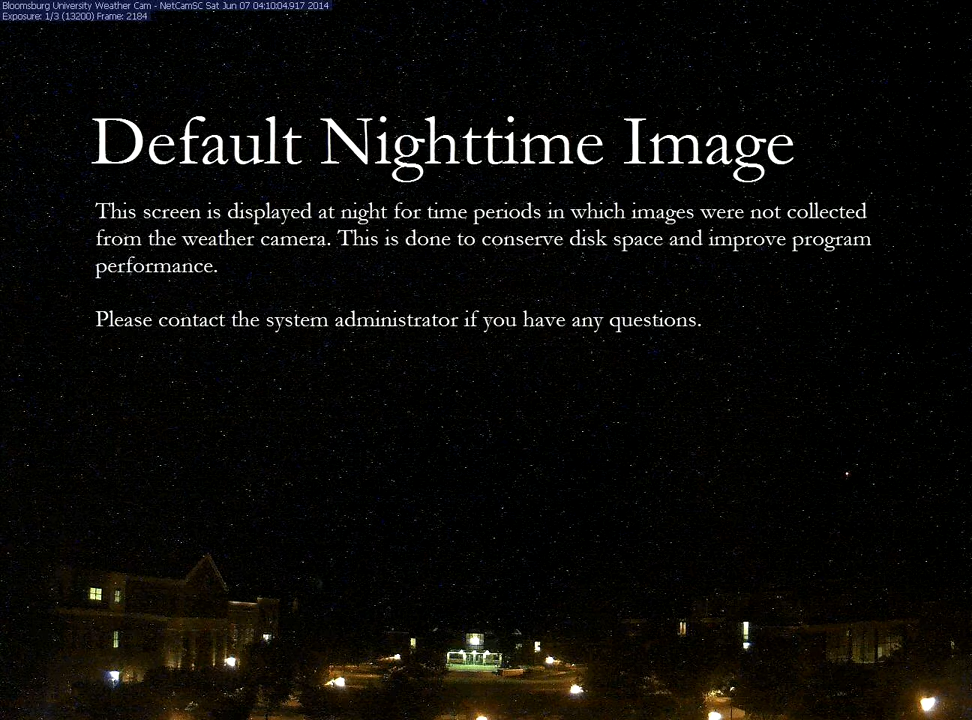 Bloomsburg University Weather Cam - NetCamSC Sat Jun 07 04:10:04.917 2014
Exposure: 1/3 (13200) Frame: 2184
Default Nighttime Image
This screen is displayed at night for time periods in which images were not collected
from the weather camera. This is done to conserve disk space and improve program
performance.
Please contact the system administrator if you have any questions.